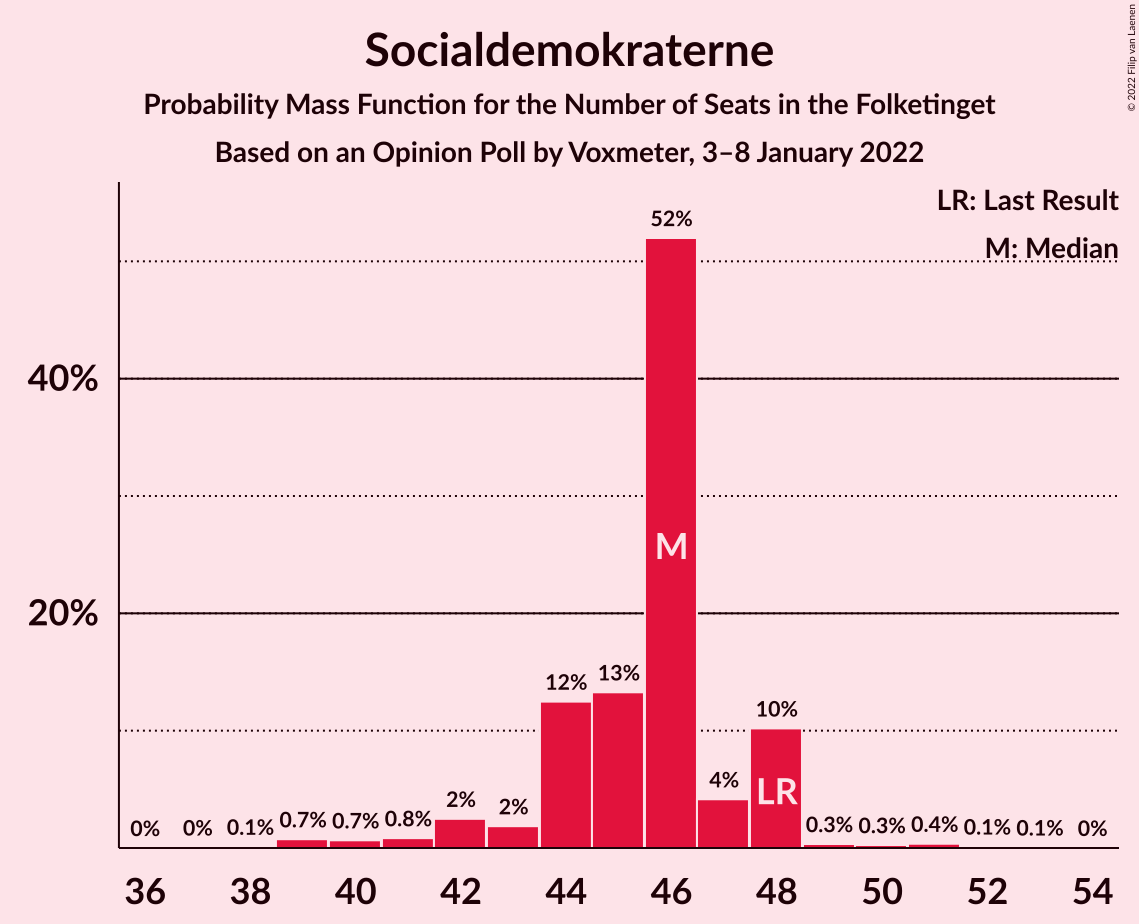 Socialdemokraterne
Probability Mass Function for the Number of Seats in the Folketinget
Based on an Opinion Poll by Voxmeter, 3–8 January 2022
© 2022 Filip van Laenen
LR: Last Result
M: Median
40%
20%
0%
0%
0.1%
0.7%
0.7%
0.8%
2%
2%
12%
13%
52%
4%
10%
0.3%
0.3%
0.4%
0.1%
0.1%
0%
M
LR
36 38 40 42 44 46 48 50 52 54